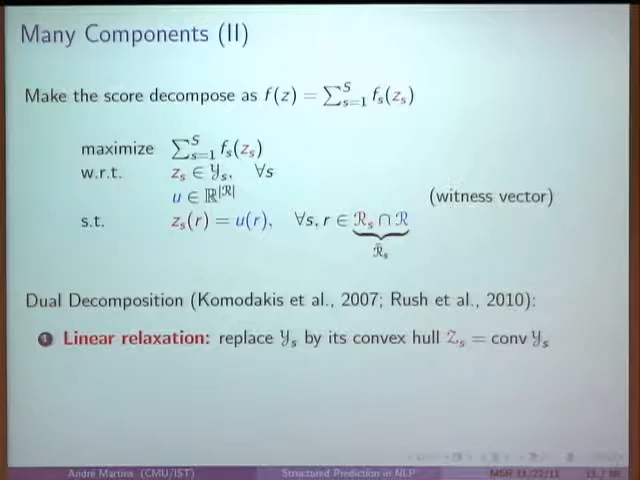 Many Components (II)
Make the score decompose as f(z) = ∑_{s=1}^{S} f_s(z_s)
maximize ∑_{s=1}^{S} f_s(z_s)
w.r.t. z_s ∈ 𝒴_s, ∀s
u ∈ ℝ^{|ℛ|} (witness vector)
s.t. z_s(r) = u(r), ∀s, r ∈ ℛ_s ∩ ℛ
ℛ̄_s
Dual Decomposition (Komodakis et al., 2007; Rush et al., 2010):
1 Linear relaxation: replace 𝒴_s by its convex hull 𝒵_s = conv 𝒴_s
André Martins (CMU/IST) Structured Prediction in NLP MSR 11/22/11